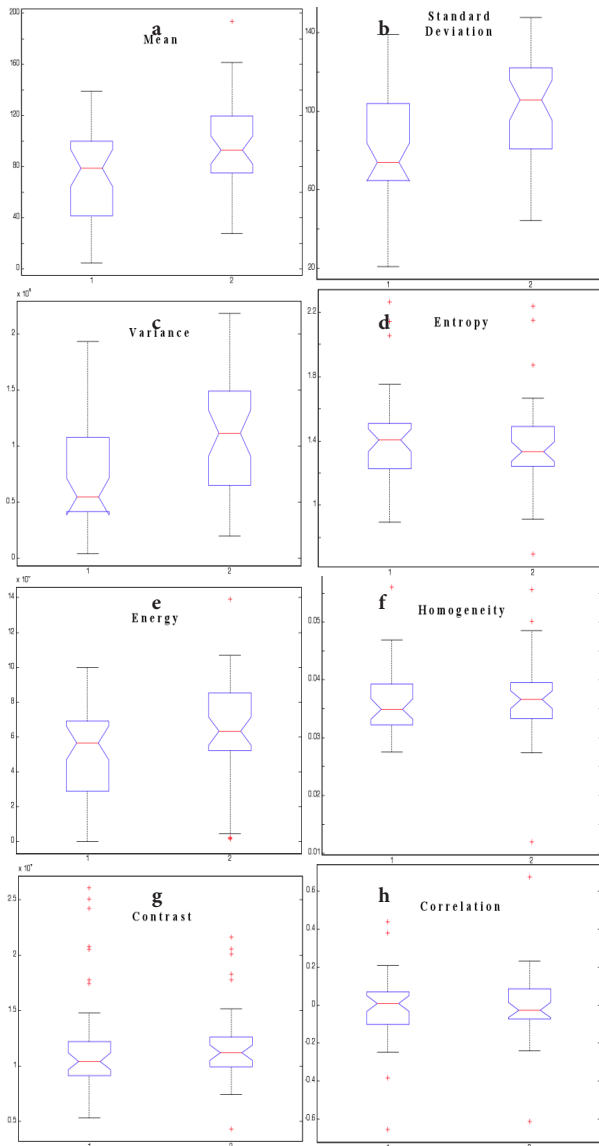 a
Mean
200
160
120
80
40
0
1 2
b
Standard
Deviation
140
100
60
20
1 2
x 10⁴
c
Variance
2
1.5
1
0.5
0
1 2
d
Entropy
2.2
1.8
1.4
1
1 2
e
Energy
14
12
10
8
6
4
2
0
1 2
f
Homogeneity
0.05
0.04
0.03
0.02
0.01
1 2
g
Contrast
2.5
2
1.5
1
0.5
1 2
h
Correlation
0.6
0.4
0.2
0
-0.2
-0.4
-0.6
2